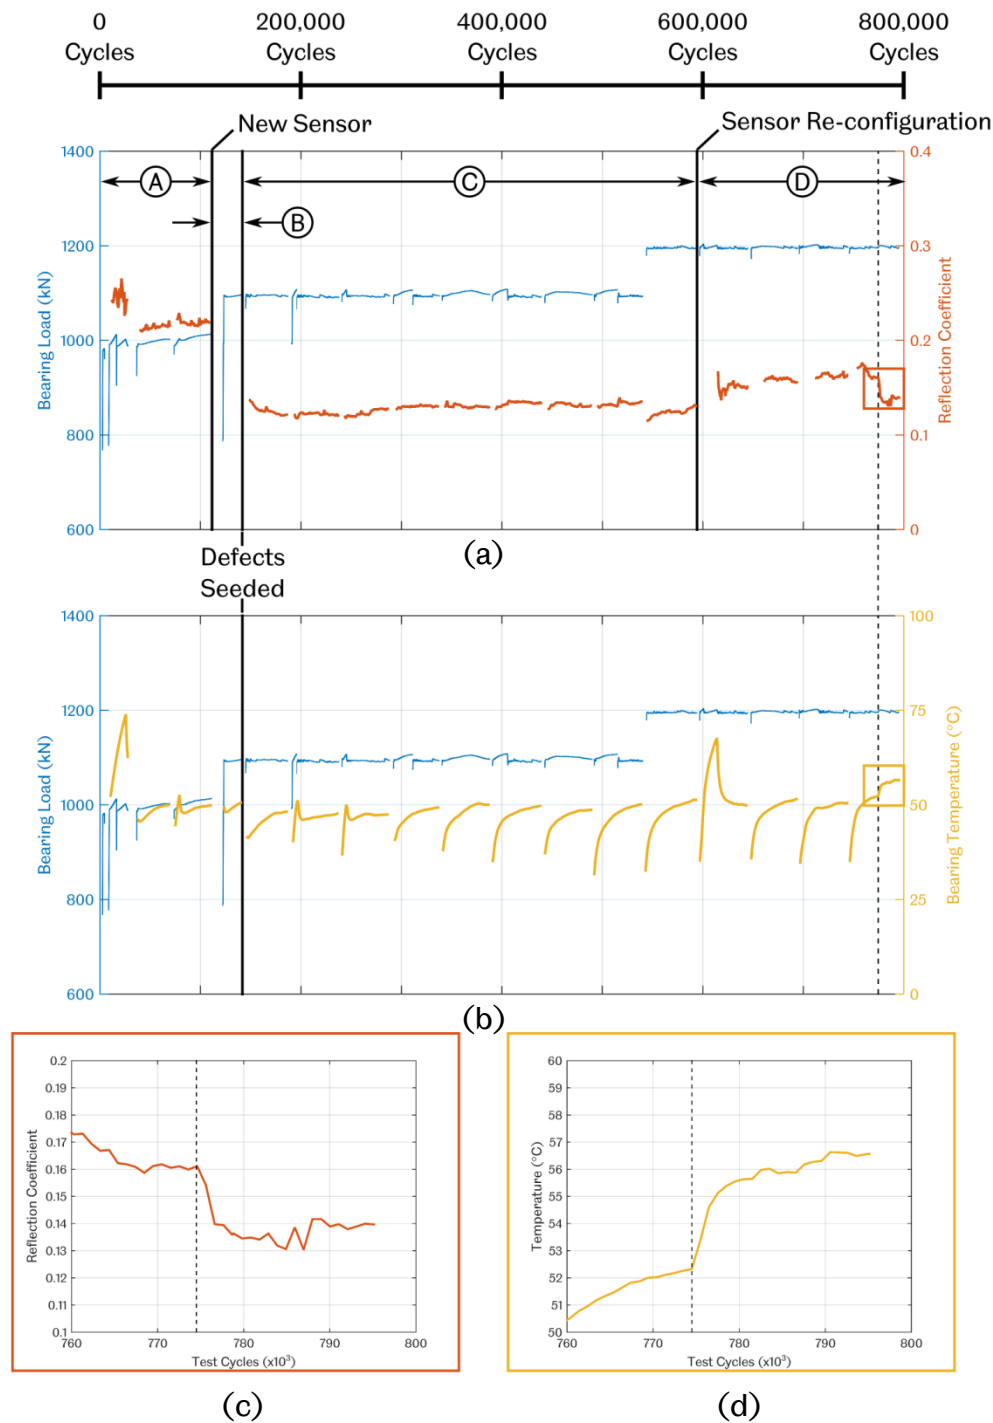 0 200,000 400,000 600,000 800,000
Cycles Cycles Cycles Cycles Cycles
New Sensor
Sensor Re-configuration
1400
1200
1000
800
600
Bearing Load (kN)
A
B
C
D
0.4
0.3
0.2
0.1
0
Reflection Coefficient
(a)
Defects
Seeded
1400
1200
1000
800
600
Bearing Load (kN)
100
75
50
25
0
Bearing Temperature (°C)
(b)
0.2
0.19
0.18
0.17
0.16
0.15
0.14
0.13
0.12
0.11
0.1
Reflection Coefficient
760 770 780 790 800
Test Cycles (x10³)
(c)
60
59
58
57
56
55
54
53
52
51
50
Temperature (°C)
760 770 780 790 800
Test Cycles (x10³)
(d)